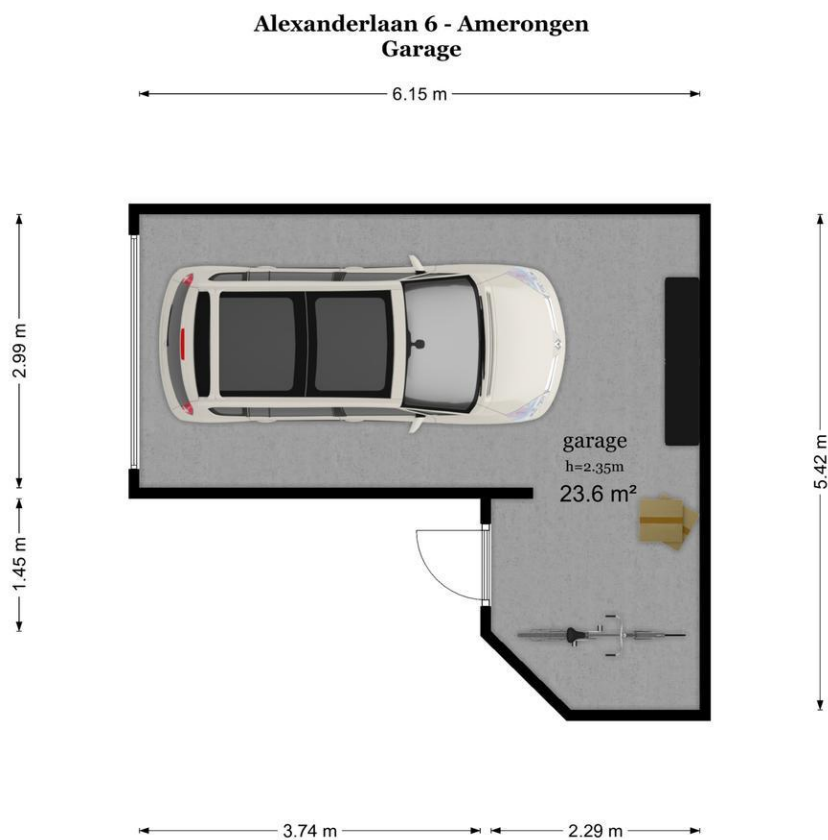 Alexanderlaan 6 - Amerongen
Garage
6.15 m
2.99 m
1.45 m
5.42 m
garage
h=2.35m
23.6 m²
3.74 m
2.29 m